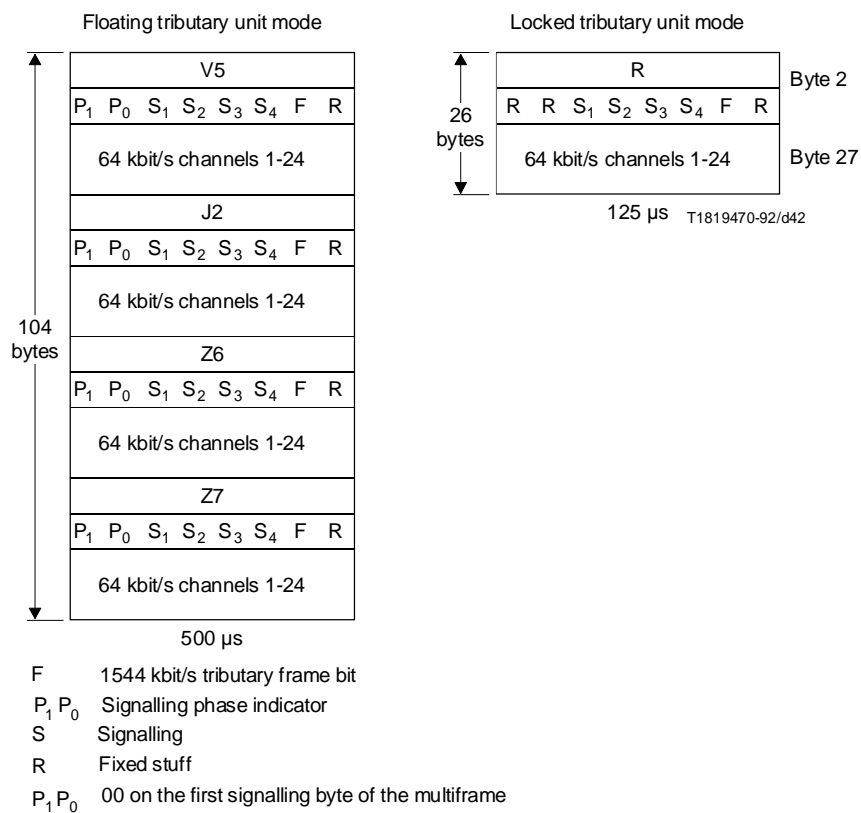 Floating tributary unit mode
V5
P1 P0 S1 S2 S3 S4 F R
64 kbit/s channels 1-24
J2
P1 P0 S1 S2 S3 S4 F R
64 kbit/s channels 1-24
Z6
P1 P0 S1 S2 S3 S4 F R
64 kbit/s channels 1-24
Z7
P1 P0 S1 S2 S3 S4 F R
64 kbit/s channels 1-24
104
bytes
500 µs
Locked tributary unit mode
R
Byte 2
R R S1 S2 S3 S4 F R
64 kbit/s channels 1-24
Byte 27
26
bytes
125 µs
T1819470-92/d42
F 1544 kbit/s tributary frame bit
P1 P0 Signalling phase indicator
S Signalling
R Fixed stuff
P1 P0 00 on the first signalling byte of the multiframe